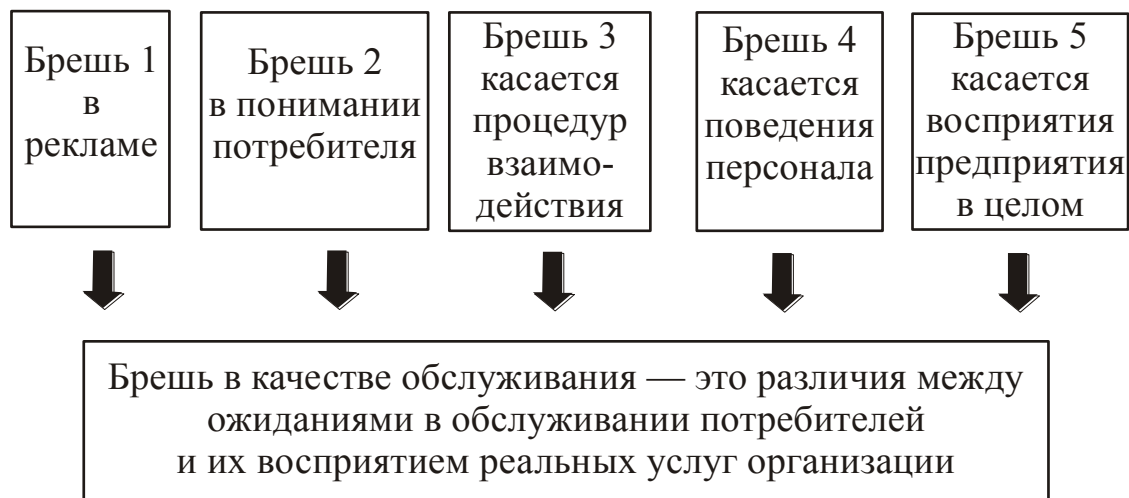 Брешь 1
в
рекламе
Брешь 2
в понимании
потребителя
Брешь 3
касается
процедур
взаимо-
действия
Брешь 4
касается
поведения
персонала
Брешь 5
касается
восприятия
предприятия
в целом
Брешь в качестве обслуживания — это различия между
ожиданиями в обслуживании потребителей
и их восприятием реальных услуг организации